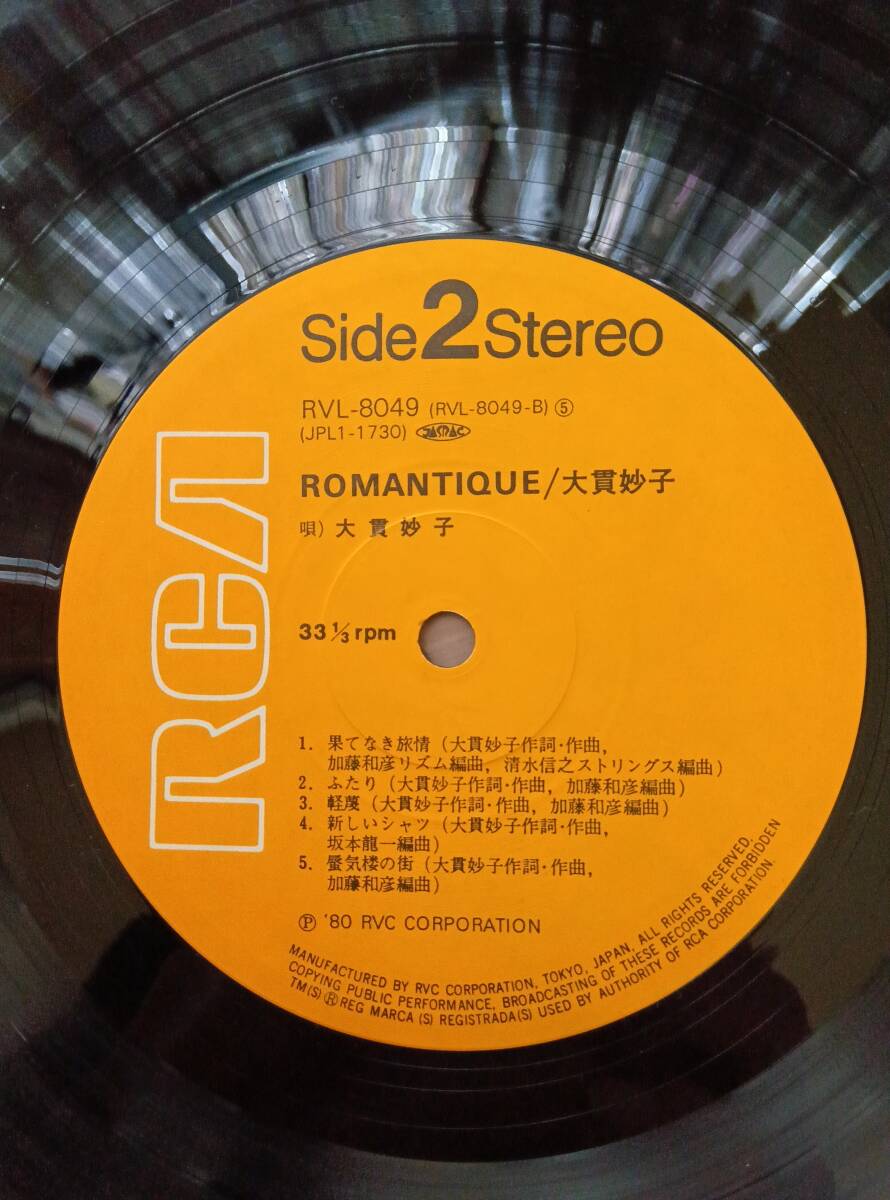 Side 2 Stereo
RVL-8049 (RVL-8049-B) ⑤
(JPL1-1730) JASRAC
ROMANTIQUE/大貫妙子
唄) 大貫妙子
RCA
33 1/3 rpm
1. 果てなき旅情 (大貫妙子作詞・作曲,
加藤和彦リズム編曲, 清水信之ストリングス編曲)
2. ふたり (大貫妙子作詞・作曲, 加藤和彦編曲)
3. 軽蔑 (大貫妙子作詞・作曲, 加藤和彦編曲)
4. 新しいシャツ (大貫妙子作詞・作曲,
坂本龍一編曲)
5. 蜃気楼の街 (大貫妙子作詞・作曲,
加藤和彦編曲)
Ⓟ '80 RVC CORPORATION
MANUFACTURED BY RVC CORPORATION, TOKYO, JAPAN, ALL RIGHTS RESERVED.
COPYING PUBLIC PERFORMANCE, BROADCASTING OF THESE RECORDS ARE FORBIDDEN
TM(S) ® REG MARCA (S) REGISTRADA(S) USED BY AUTHORITY OF RCA CORPORATION.